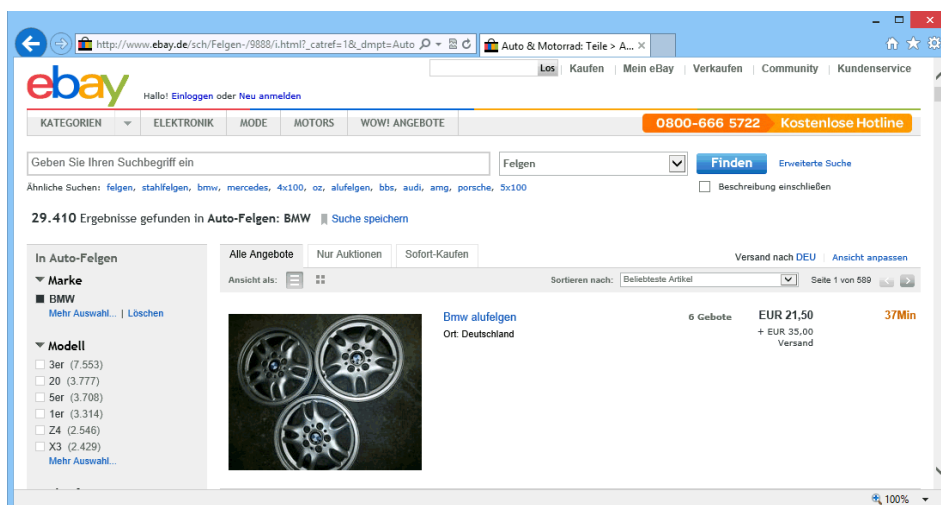 http://www.ebay.de/sch/Felgen-/9888/i.html?_catref=1&_dmpt=Auto
Auto & Motorrad: Teile > A...
Los Kaufen Mein eBay Verkaufen Community Kundenservice
ebay
Hallo! Einloggen oder Neu anmelden
KATEGORIEN ELEKTRONIK MODE MOTORS WOW! ANGEBOTE
0800-666 5722 Kostenlose Hotline
Geben Sie Ihren Suchbegriff ein Felgen Finden Erweiterte Suche
Ähnliche Suchen: felgen, stahlfelgen, bmw, mercedes, 4x100, oz, alufelgen, bbs, audi, amg, porsche, 5x100
Beschreibung einschließen
29.410 Ergebnisse gefunden in Auto-Felgen: BMW Suche speichern
In Auto-Felgen
Marke
BMW
Mehr Auswahl... | Löschen
Modell
3er (7.553)
20 (3.777)
5er (3.708)
1er (3.314)
Z4 (2.546)
X3 (2.429)
Mehr Auswahl...
Alle Angebote Nur Auktionen Sofort-Kaufen
Versand nach DEU Ansicht anpassen
Ansicht als: Sortieren nach: Beliebteste Artikel Seite 1 von 589
Bmw alufelgen 6 Gebote EUR 21,50 37Min
Ort: Deutschland + EUR 35,00
Versand
100%